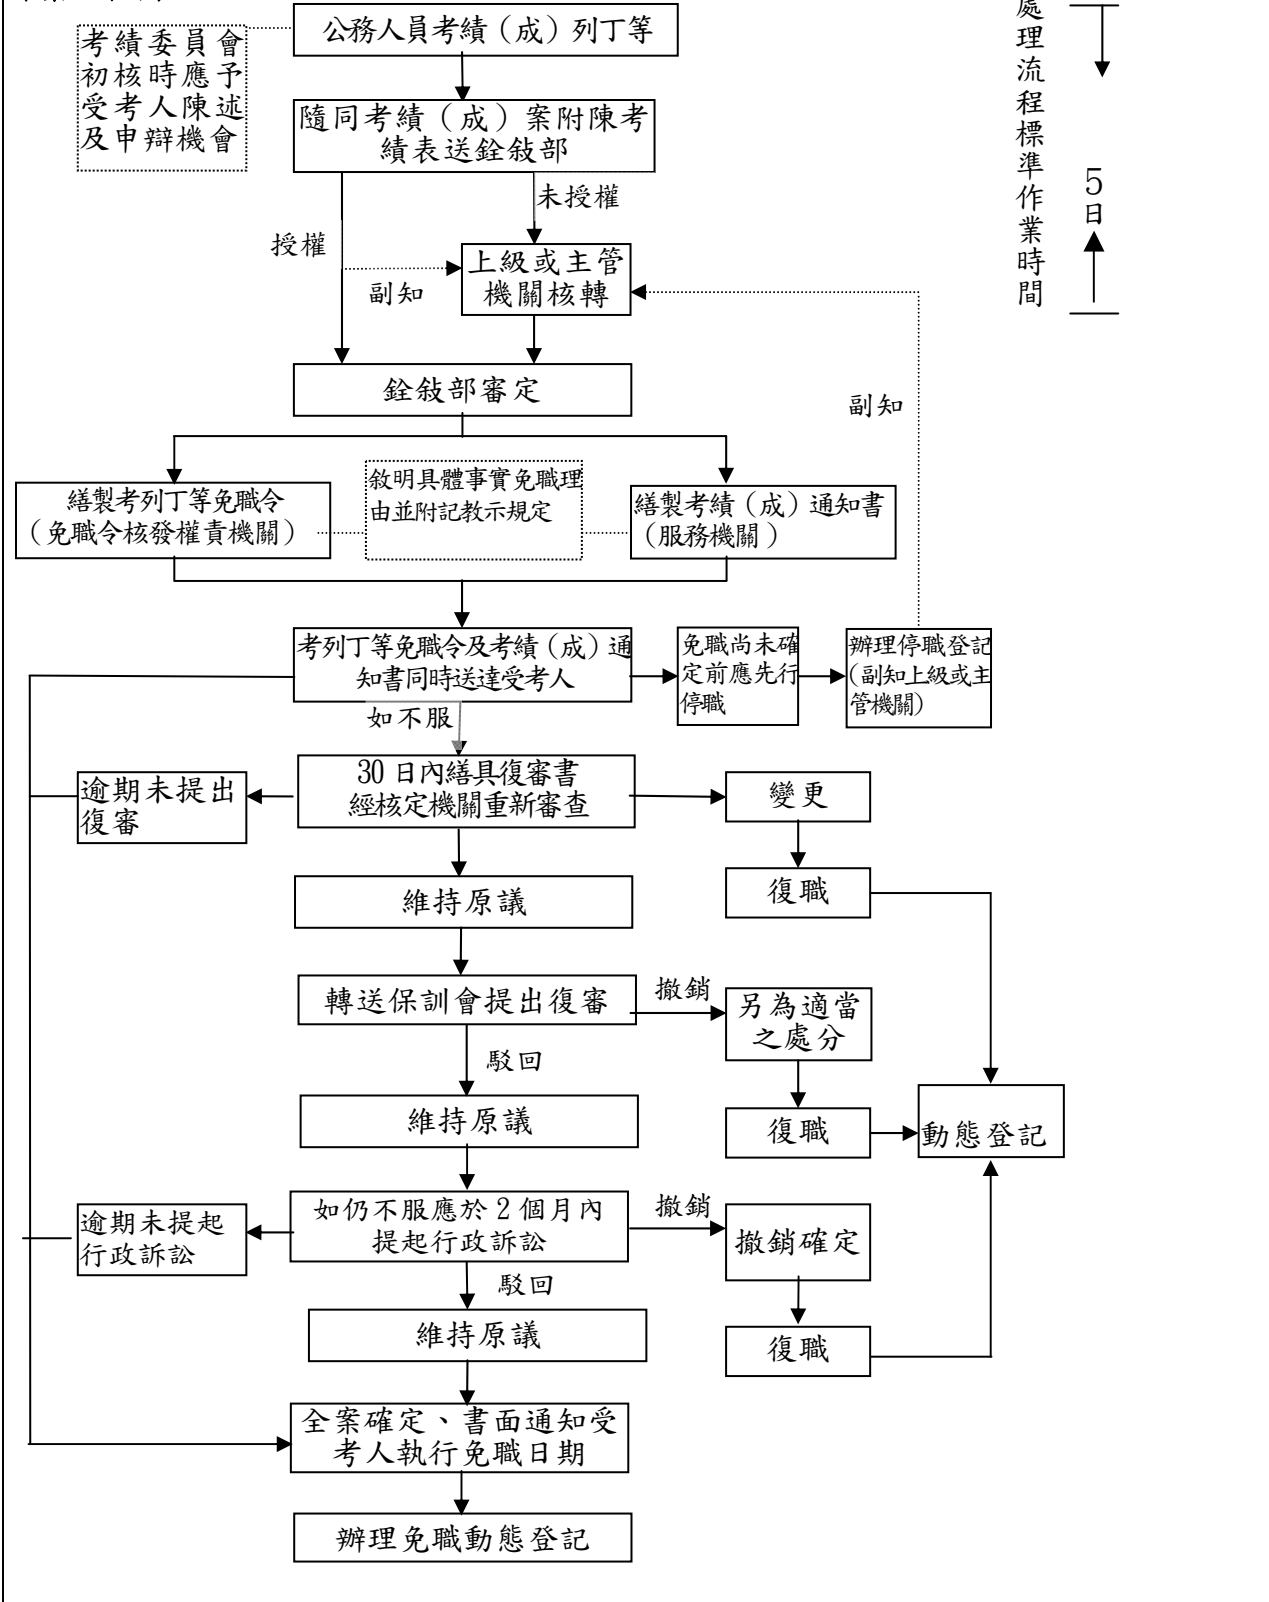 公務人員考績（成）列丁等
考績委員會
初核時應予
受考人陳述
及申辯機會
隨同考績（成）案附陳考
績表送銓敍部
未授權
授權
副知
上級或主管
機關核轉
銓敍部審定
副知
繕製考列丁等免職令
（免職令核發權責機關）
敘明具體事實免職理
由並附記教示規定
繕製考績（成）通知書
（服務機關）
考列丁等免職令及考績（成）通
知書同時送達受考人
免職尚未確
定前應先行
停職
辦理停職登記
(副知上級或主
管機關)
如不服
30日內繕具復審書
經核定機關重新審查
逾期未提出
復審
變更
復職
維持原議
轉送保訓會提出復審
撤銷
另為適當
之處分
駁回
維持原議
復職
動態登記
如仍不服應於2個月內
提起行政訴訟
逾期未提起
行政訴訟
撤銷
撤銷確定
駁回
維持原議
復職
全案確定、書面通知受
考人執行免職日期
辦理免職動態登記
處理流程標準作業時間
5
日